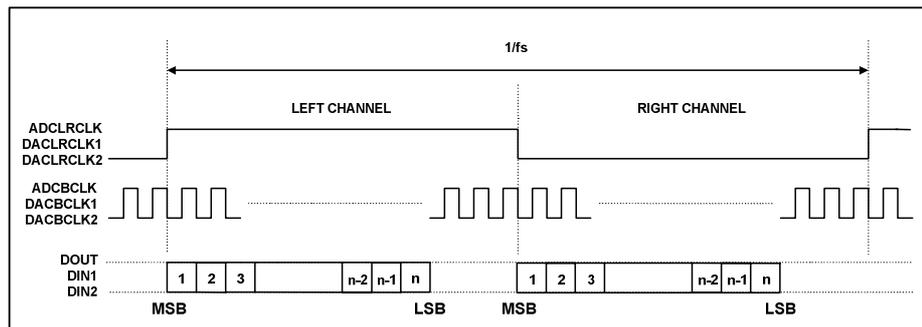 1/fs
LEFT CHANNEL RIGHT CHANNEL
ADCLRCLK
DACLRCLK1
DACLRCLK2
ADCBCLK
DACBCLK1
DACBCLK2
DOUT
DIN1
DIN2
1 2 3 n-2 n-1 n 1 2 3 n-2 n-1 n
MSB LSB MSB LSB